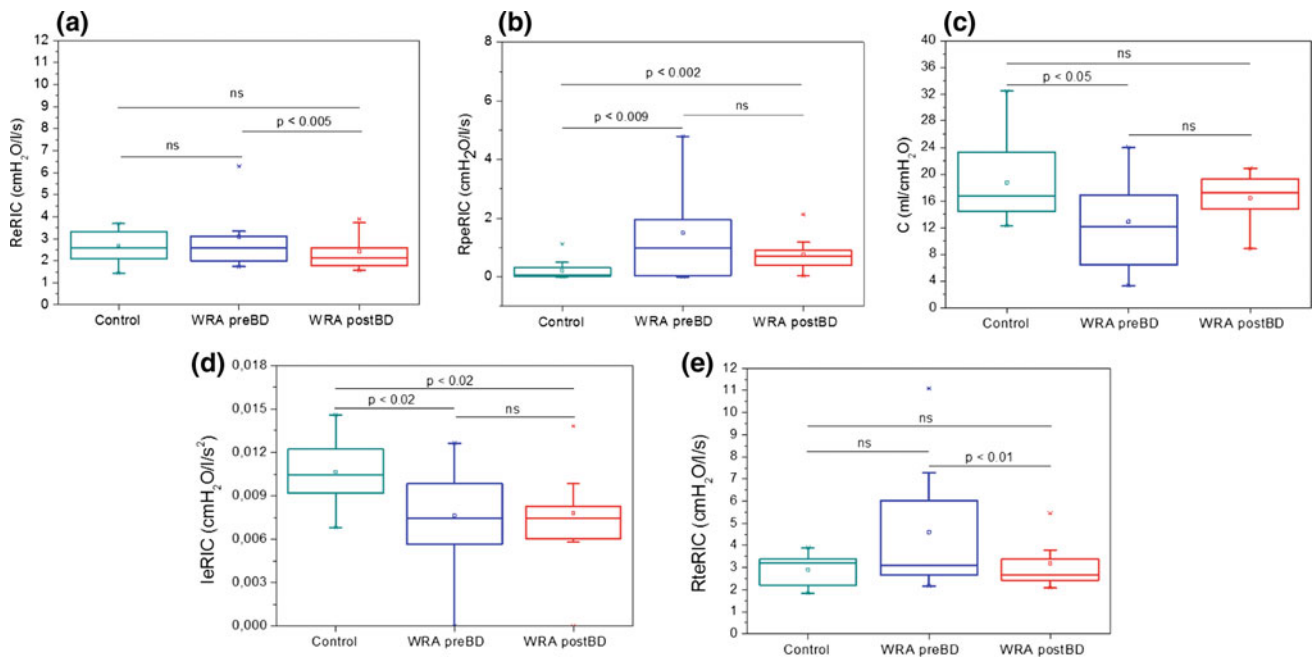 (a)
12
11
10
9
8
7
6
5
4
3
2
1
0
ReRIC (cmH₂O/l/s)
ns
p < 0.005
ns
Control WRA preBD WRA postBD
(b)
8
6
4
2
0
RpeRIC (cmH₂O/l/s)
p < 0.002
ns
p < 0.009
Control WRA preBD WRA postBD
(c)
40
36
32
28
24
20
16
12
8
4
0
C (ml/cmH₂O)
ns
p < 0.05
ns
Control WRA preBD WRA postBD
(d)
0,018
0,015
0,012
0,009
0,006
0,003
0,000
IeRIC (cmH₂O/l/s²)
p < 0.02
p < 0.02
ns
Control WRA preBD WRA postBD
(e)
12
11
10
9
8
7
6
5
4
3
2
1
0
RteRIC (cmH₂O/l/s)
ns
ns
p < 0.01
Control WRA preBD WRA postBD